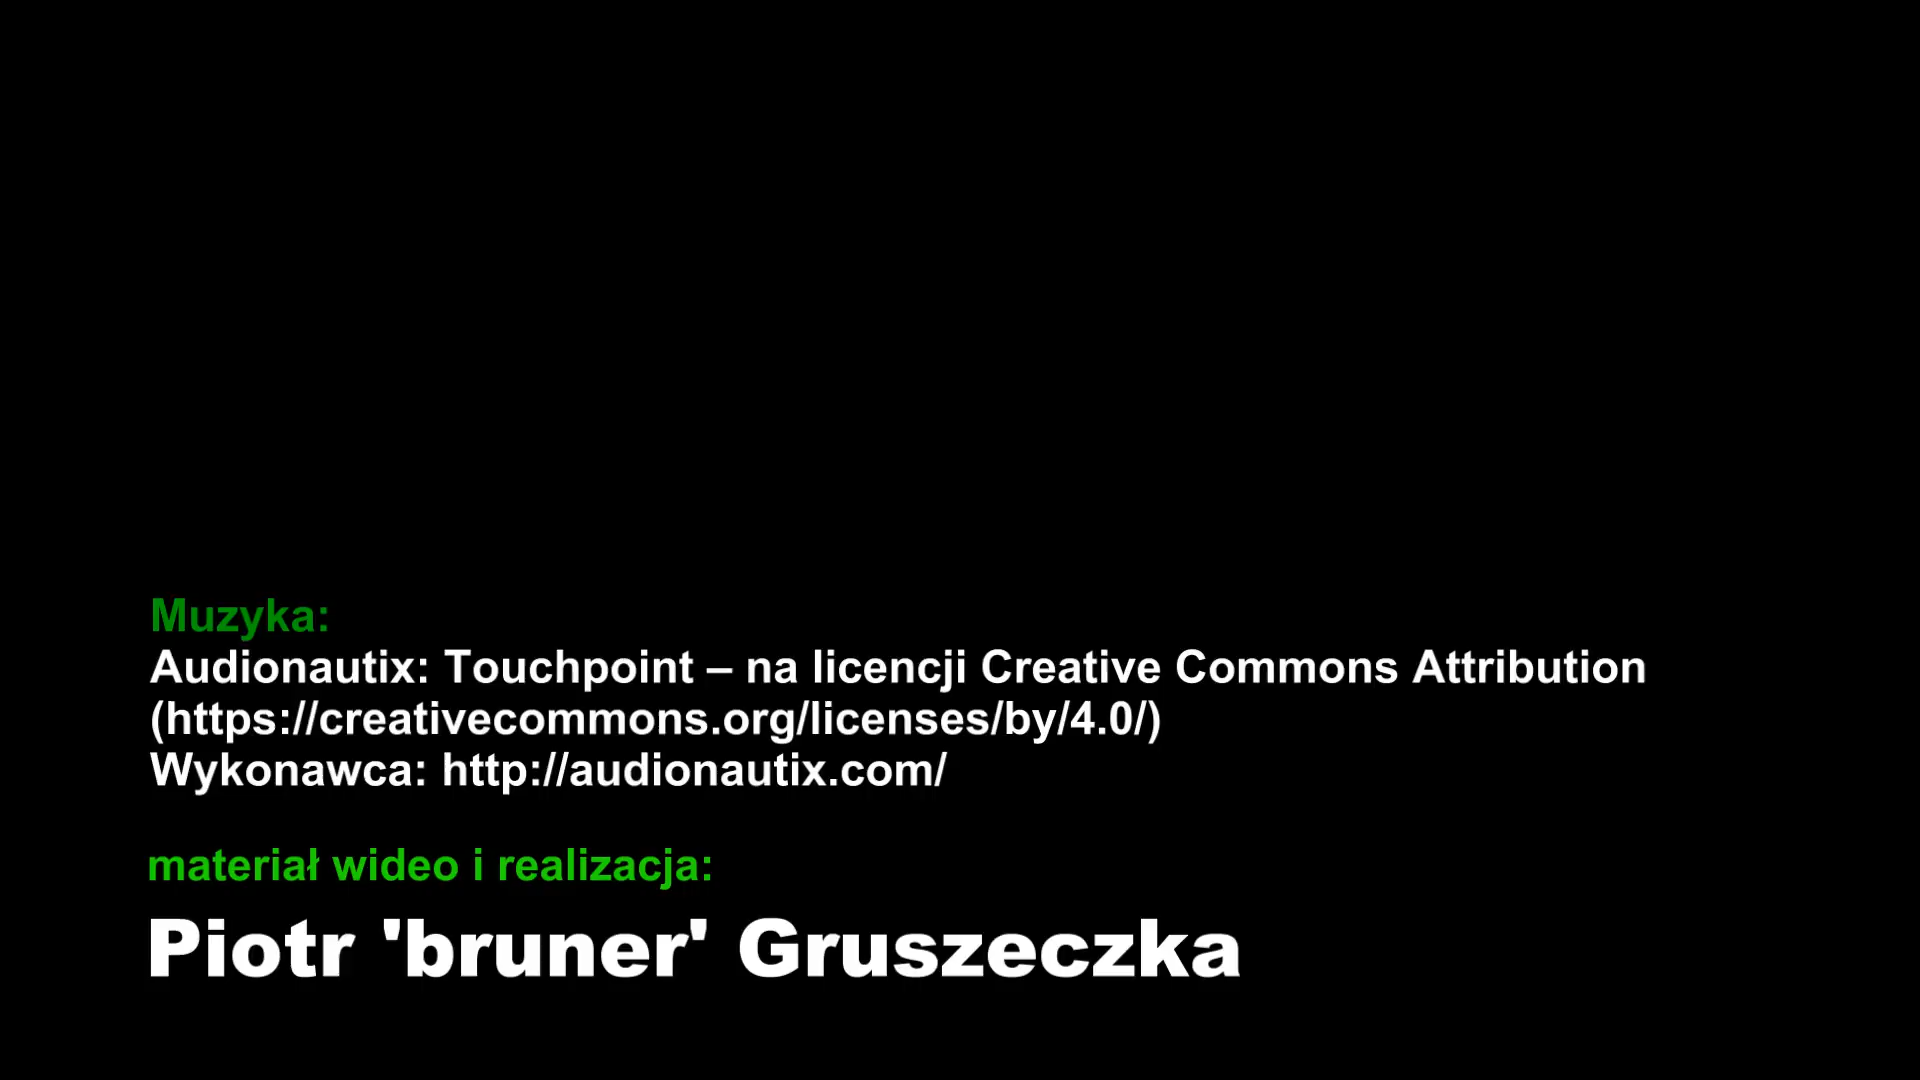 Muzyka:
Audionautix: Touchpoint – na licencji Creative Commons Attribution
(https://creativecommons.org/licenses/by/4.0/)
Wykonawca: http://audionautix.com/
materiał wideo i realizacja:
Piotr 'bruner' Gruszeczka